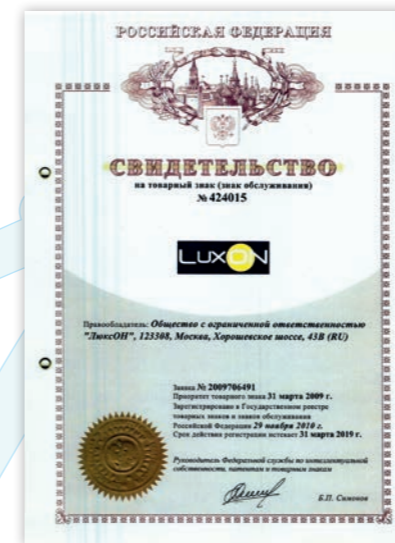 РОССИЙСКАЯ ФЕДЕРАЦИЯ
СВИДЕТЕЛЬСТВО
на товарный знак (знак обслуживания)
№ 424015
LUXON
Правообладатель: Общество с ограниченной ответственностью
"ЛюксОН", 123308, Москва, Хорошевское шоссе, 43В (RU)
Заявка № 2009706491
Приоритет товарного знака 31 марта 2009 г.
Зарегистрировано в Государственном реестре
товарных знаков и знаков обслуживания
Российской Федерации 29 ноября 2010 г.
Срок действия регистрации истекает 31 марта 2019 г.
Руководитель Федеральной службы по интеллектуальной
собственности, патентам и товарным знакам
Б.П. Симонов